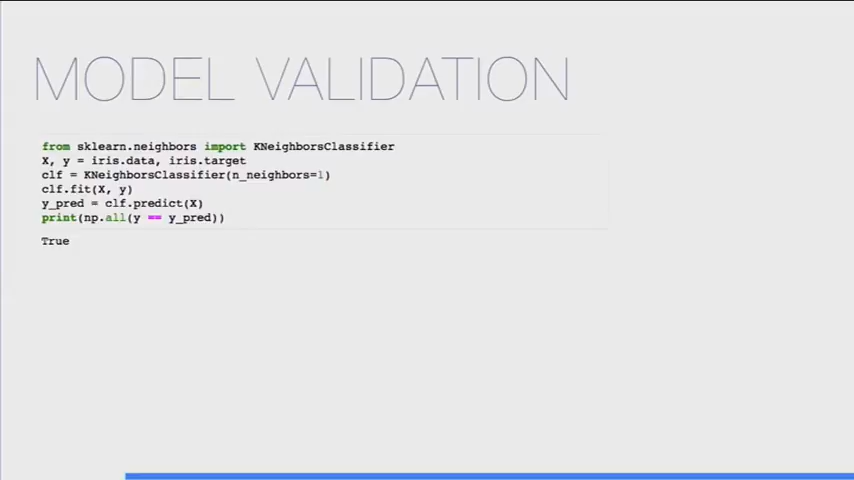 MODEL VALIDATION
from sklearn.neighbors import KNeighborsClassifier
X, y = iris.data, iris.target
clf = KNeighborsClassifier(n_neighbors=1)
clf.fit(X, y)
y_pred = clf.predict(X)
print(np.all(y == y_pred))
True